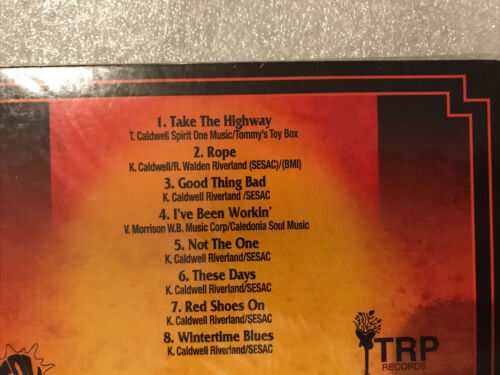 1. Take The Highway
T. Caldwell Spirit One Music/Tommy's Toy Box
2. Rope
K. Caldwell/R. Walden Riverland (SESAC)/(BMI)
3. Good Thing Bad
K. Caldwell Riverland /SESAC
4. I've Been Workin'
V. Morrison W.B. Music Corp/Caledonia Soul Music
5. Not The One
K. Caldwell Riverland/SESAC
6. These Days
K. Caldwell Riverland/SESAC
7. Red Shoes On
K. Caldwell Riverland/SESAC
8. Wintertime Blues
K. Caldwell Riverland/SESAC
TRP
RECORDS